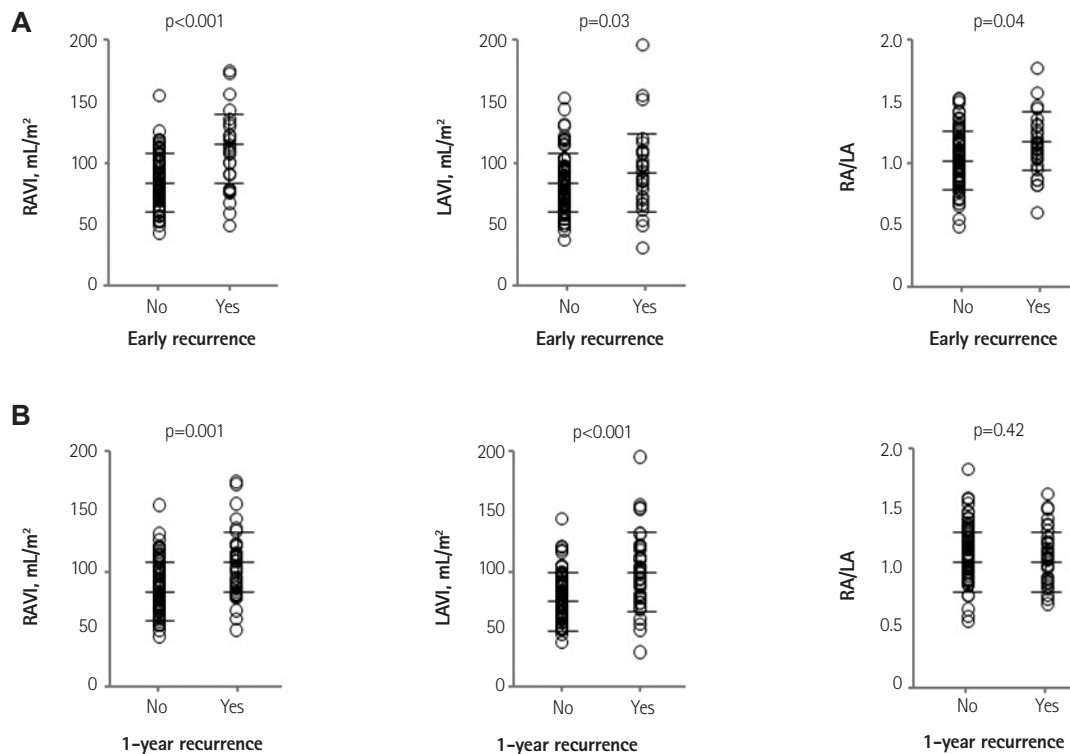 A
p<0.001
200
150
100
50
0
RAVI, mL/m²
No Yes
Early recurrence
p=0.03
200
150
100
50
0
LAVI, mL/m²
No Yes
Early recurrence
p=0.04
2.0
1.5
1.0
0.5
0
RA/LA
No Yes
Early recurrence
B
p=0.001
200
150
100
50
0
RAVI, mL/m²
No Yes
1-year recurrence
p<0.001
200
150
100
50
0
LAVI, mL/m²
No Yes
1-year recurrence
p=0.42
2.0
1.5
1.0
0.5
0.0
RA/LA
No Yes
1-year recurrence